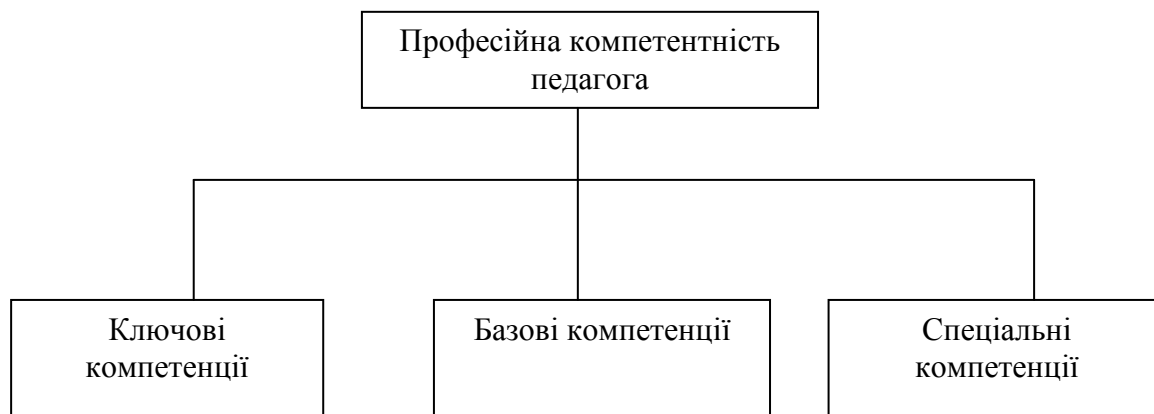 Професійна компетентність
педагога
Ключові
компетенції
Базові компетенції
Спеціальні
компетенції